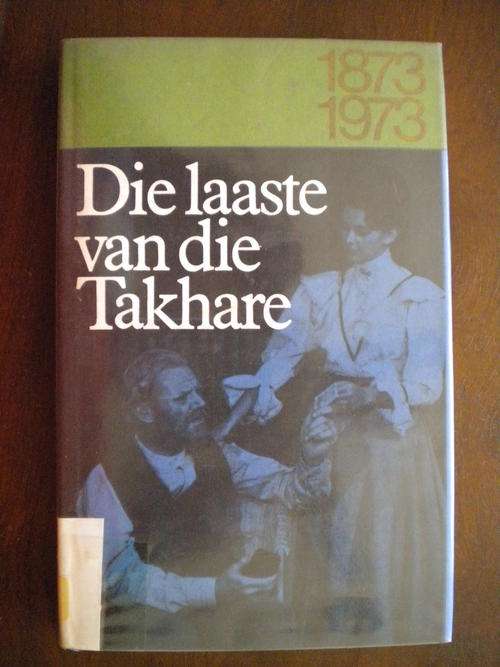 1873
1973
Die laaste
van die
Takhare